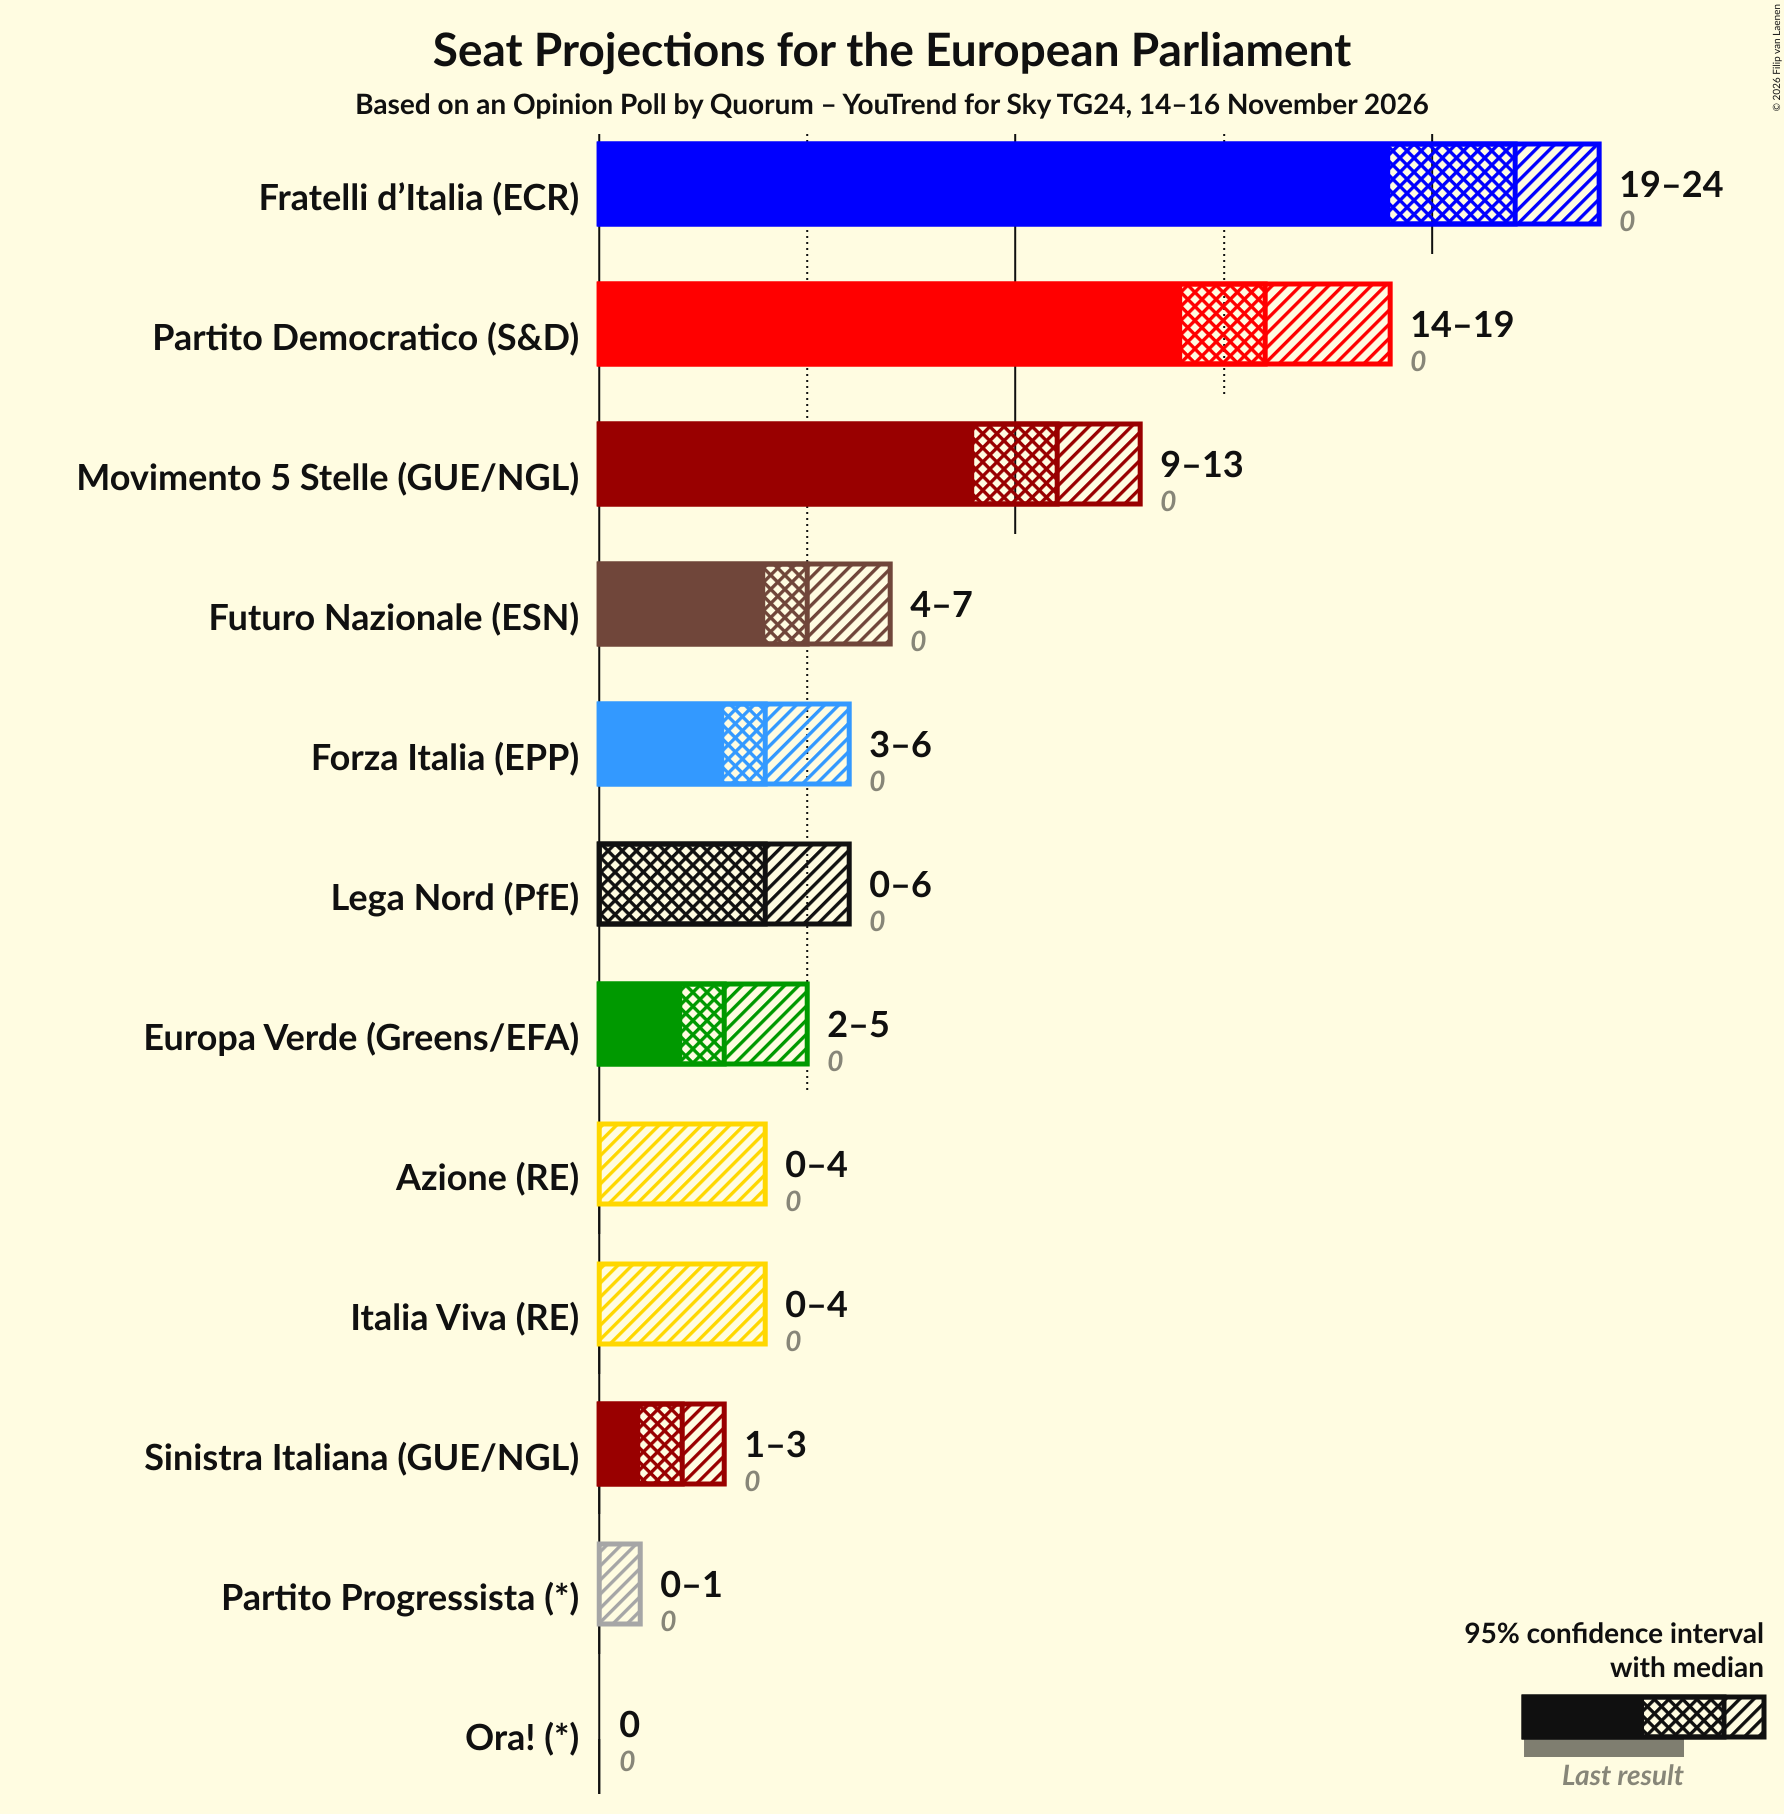 Seat Projections for the European Parliament
Based on an Opinion Poll by Quorum – YouTrend for Sky TG24, 14–16 November 2026
© 2026 Filip van Laenen
Fratelli d’Italia (ECR)
19–24
0
Partito Democratico (S&D)
14–19
0
Movimento 5 Stelle (GUE/NGL)
9–13
0
Futuro Nazionale (ESN)
4–7
0
Forza Italia (EPP)
3–6
0
Lega Nord (PfE)
0–6
0
Europa Verde (Greens/EFA)
2–5
0
Azione (RE)
0–4
0
Italia Viva (RE)
0–4
0
Sinistra Italiana (GUE/NGL)
1–3
0
Partito Progressista (*)
0–1
0
Ora! (*)
0
0
95% confidence interval
with median
Last result